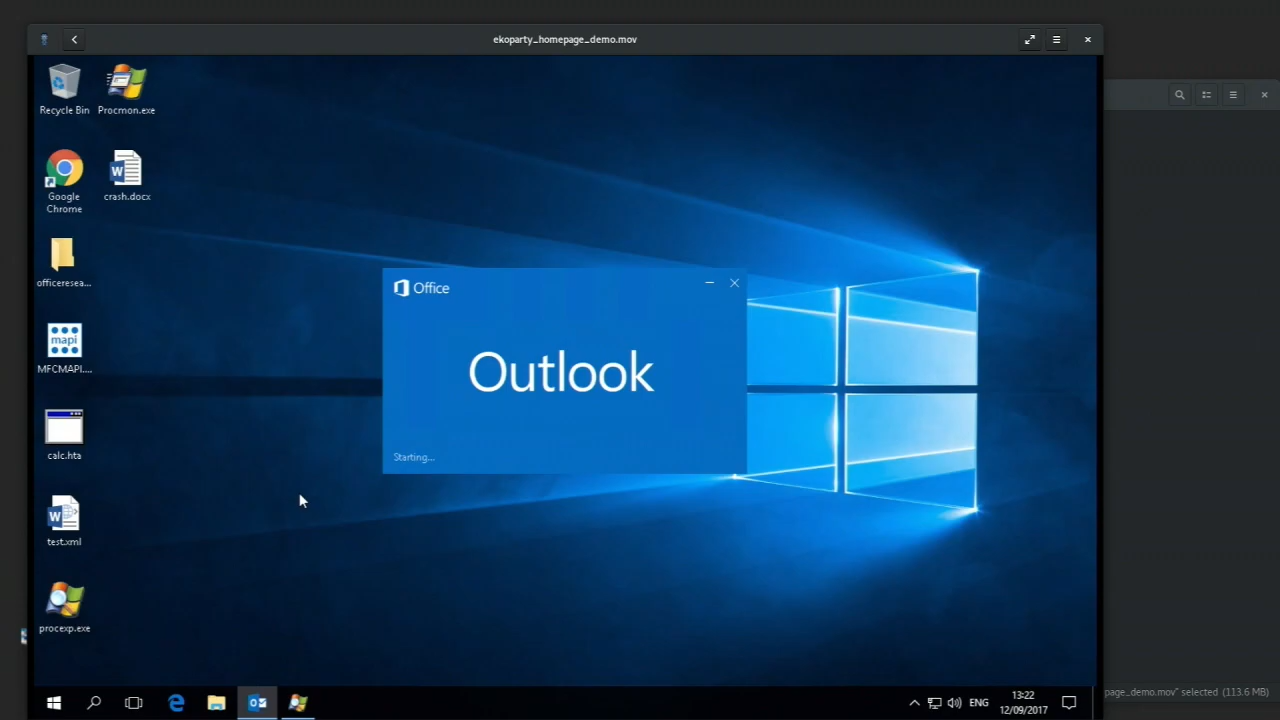 ekoparty_homepage_demo.mov
Recycle Bin
Procmon.exe
Google
Chrome
crash.docx
officeresea...
mapi
MFCMAPI....
calc.hta
test.xml
procexp.exe
Office
Outlook
Starting...
ENG
13:22
12/09/2017
page_demo.mov" selected (113.6 MB)